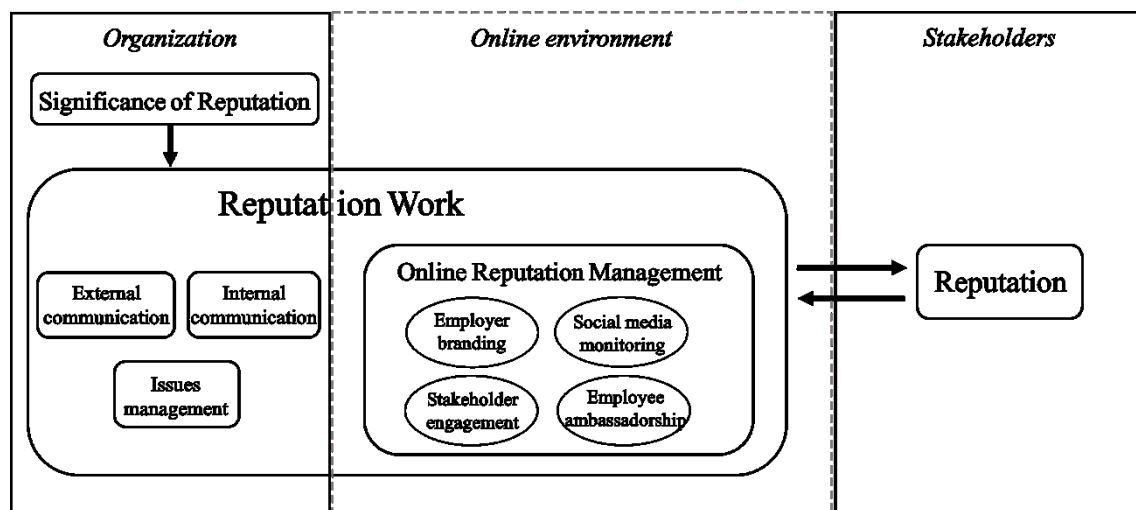 Organization
Online environment
Stakeholders
Significance of Reputation
Reputation Work
External
communication
Internal
communication
Issues
management
Online Reputation Management
Employer
branding
Social media
monitoring
Stakeholder
engagement
Employee
ambassadorship
Reputation